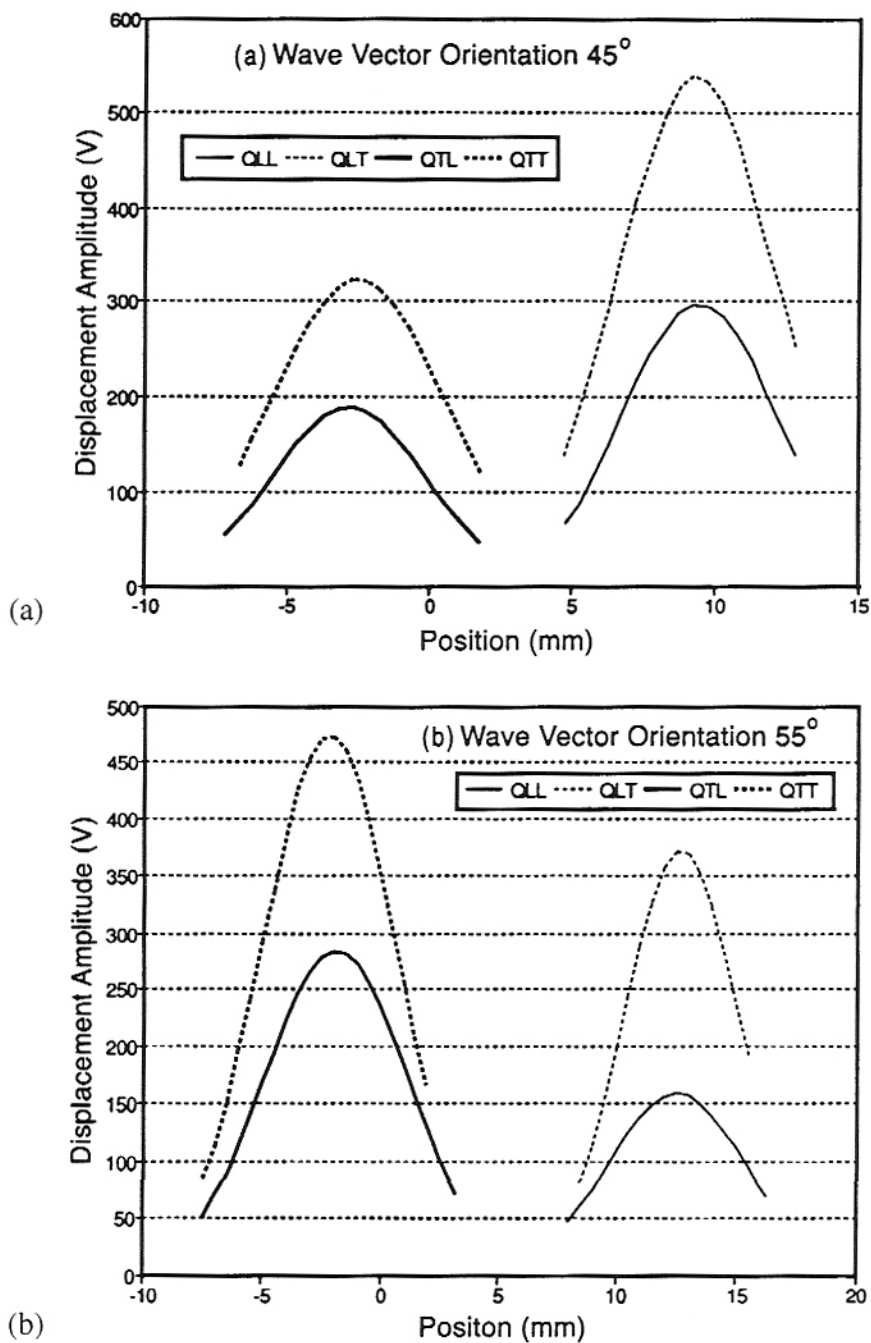 (a) Wave Vector Orientation 45°
QLL QLT QTL QTT
Displacement Amplitude (V)
600
500
400
300
200
100
0
-10 -5 0 5 10 15
Position (mm)
(a)
(b) Wave Vector Orientation 55°
QLL QLT QTL QTT
Displacement Amplitude (V)
500
450
400
350
300
250
200
150
100
50
0
-10 -5 0 5 10 15 20
Positon (mm)
(b)